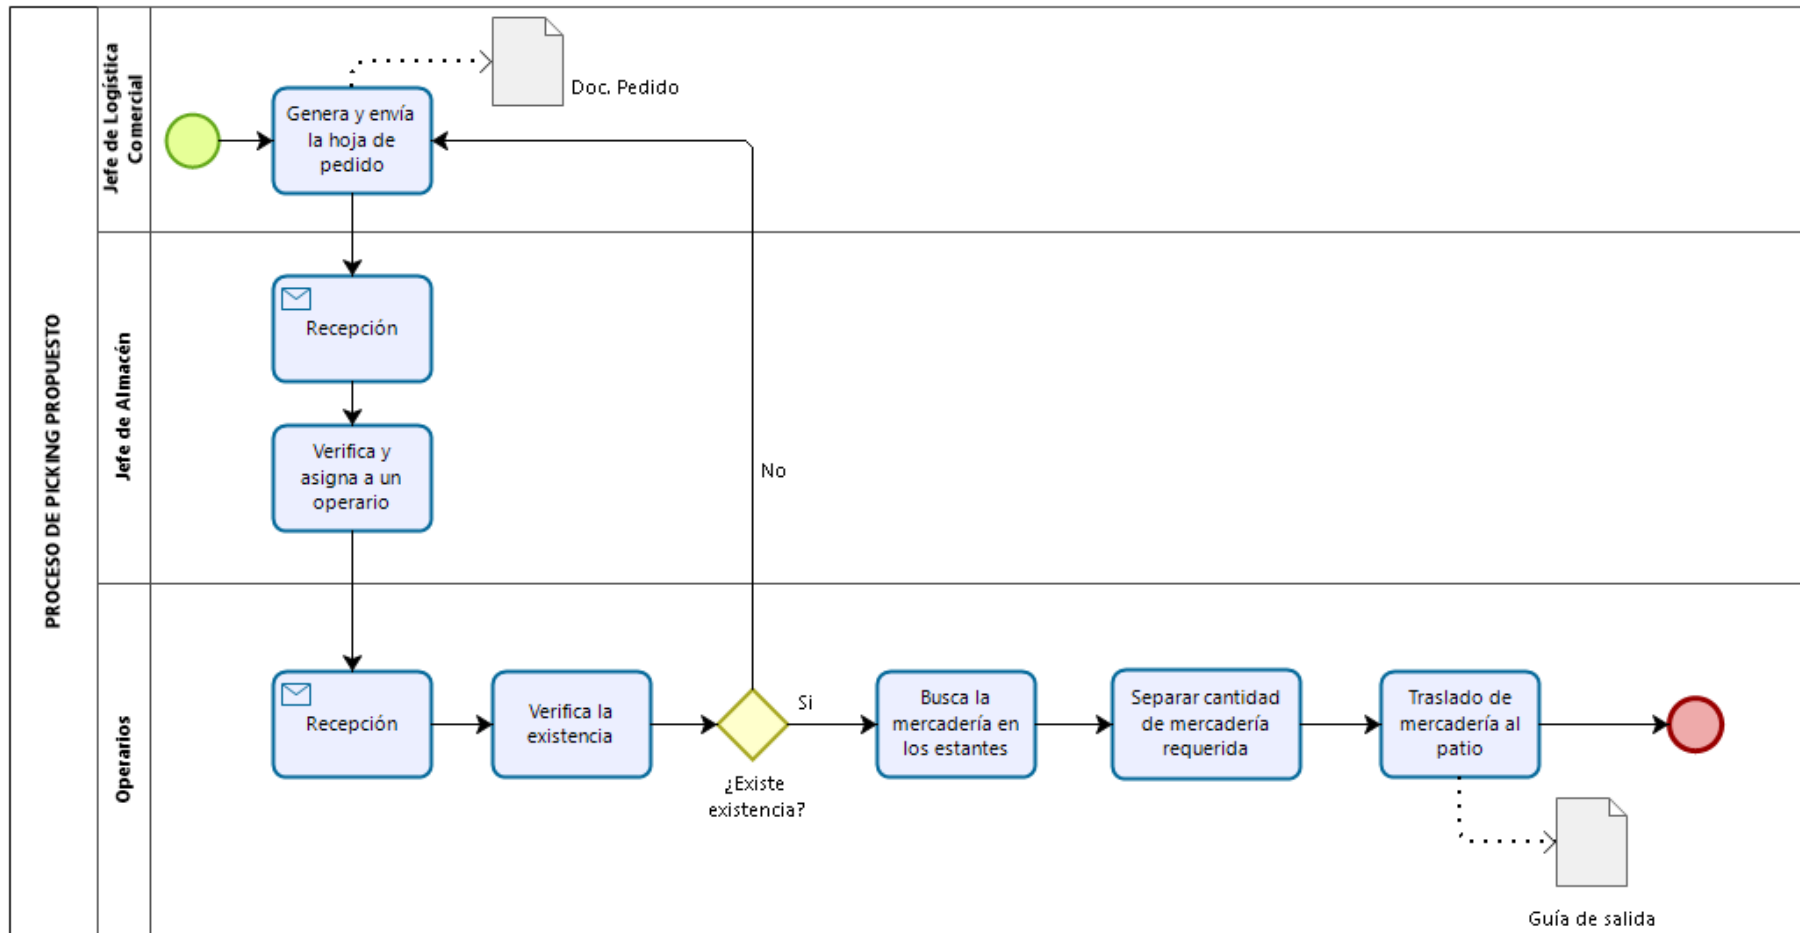 PROCESO DE PICKING PROPUESTO
Jefe de Logística
Comercial
Doc. Pedido
Genera y envía
la hoja de
pedido
Jefe de Almacén
Recepción
Verifica y
asigna a un
operario
No
Operarios
Recepción
Verifica la
existencia
¿Existe
existencia?
Si
Busca la
mercadería en
los estantes
Separar cantidad
de mercadería
requerida
Traslado de
mercadería al
patio
Guía de salida